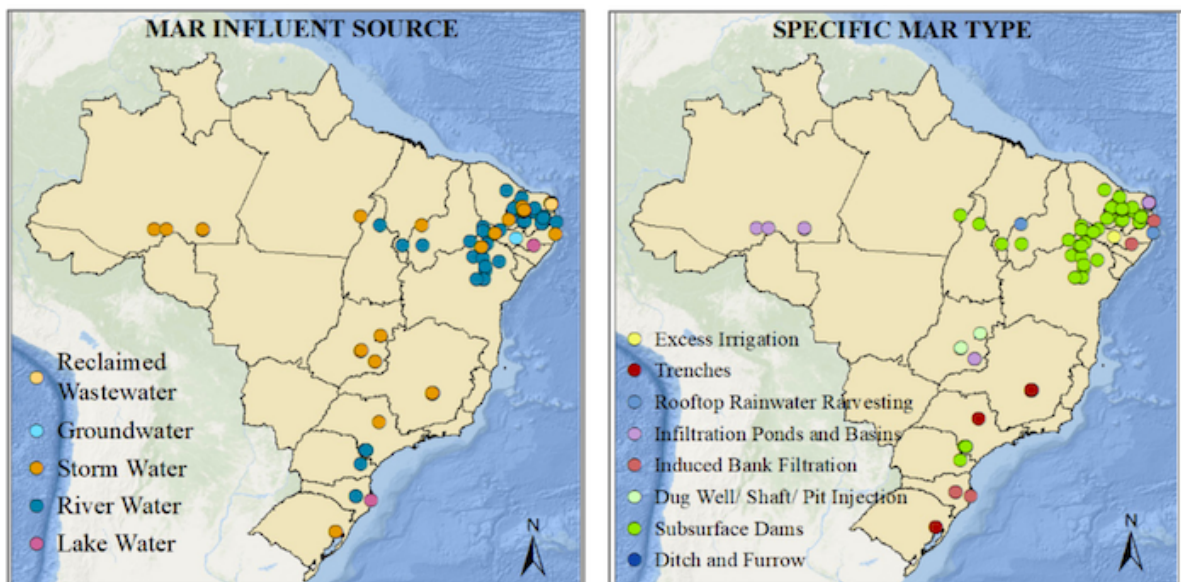 MAR INFLUENT SOURCE
Reclaimed
Wastewater
Groundwater
Storm Water
River Water
Lake Water
N
SPECIFIC MAR TYPE
Excess Irrigation
Trenches
Rooftop Rainwater Rarvesting
Infiltration Ponds and Basins
Induced Bank Filtration
Dug Well/ Shaft/ Pit Injection
Subsurface Dams
Ditch and Furrow
N